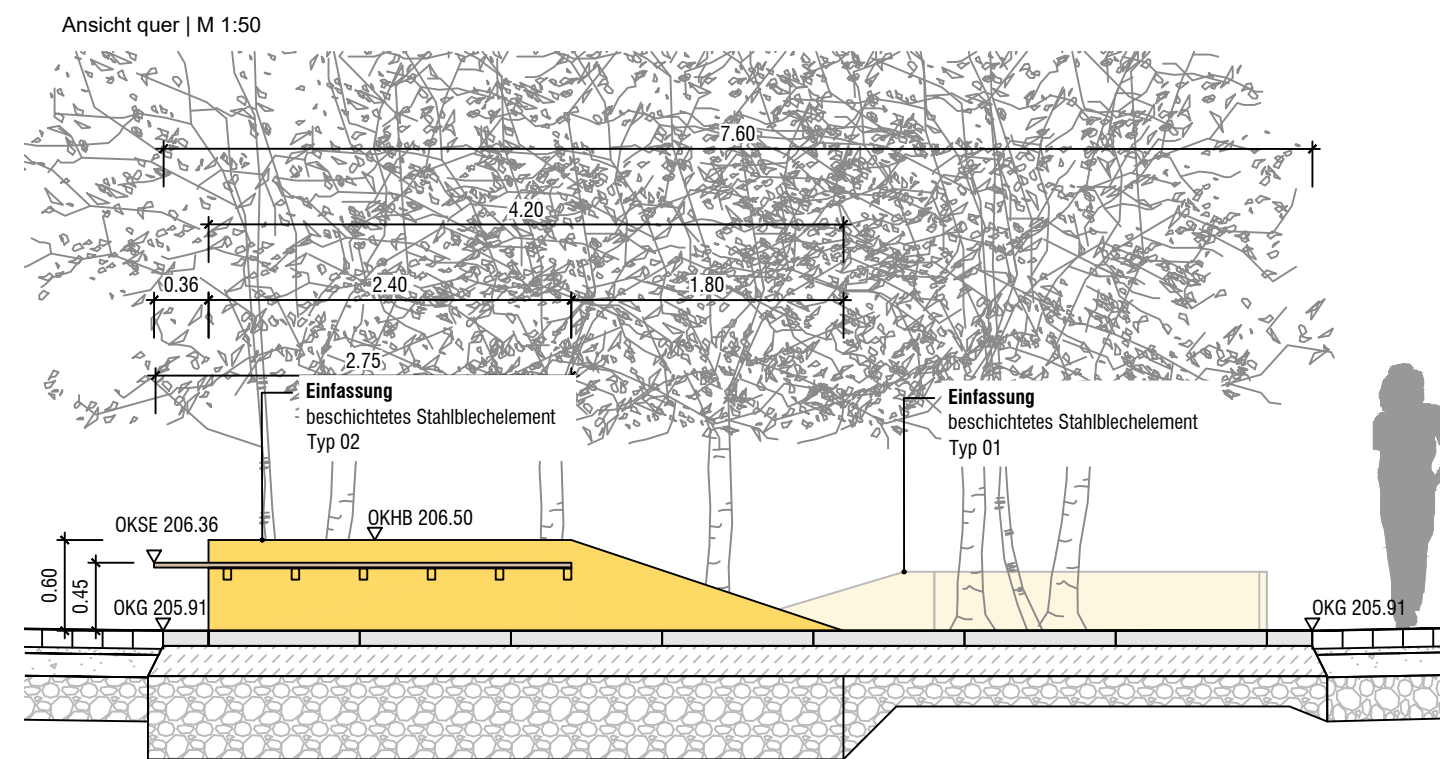 Ansicht quer | M 1:50
7.60
4.20
0.36
2.40
1.80
2.75
Einfassung
beschichtetes Stahlblechelement
Typ 02
Einfassung
beschichtetes Stahlblechelement
Typ 01
OKSE 206.36
OKHB 206.50
0.60
0.45
OKG 205.91
OKG 205.91